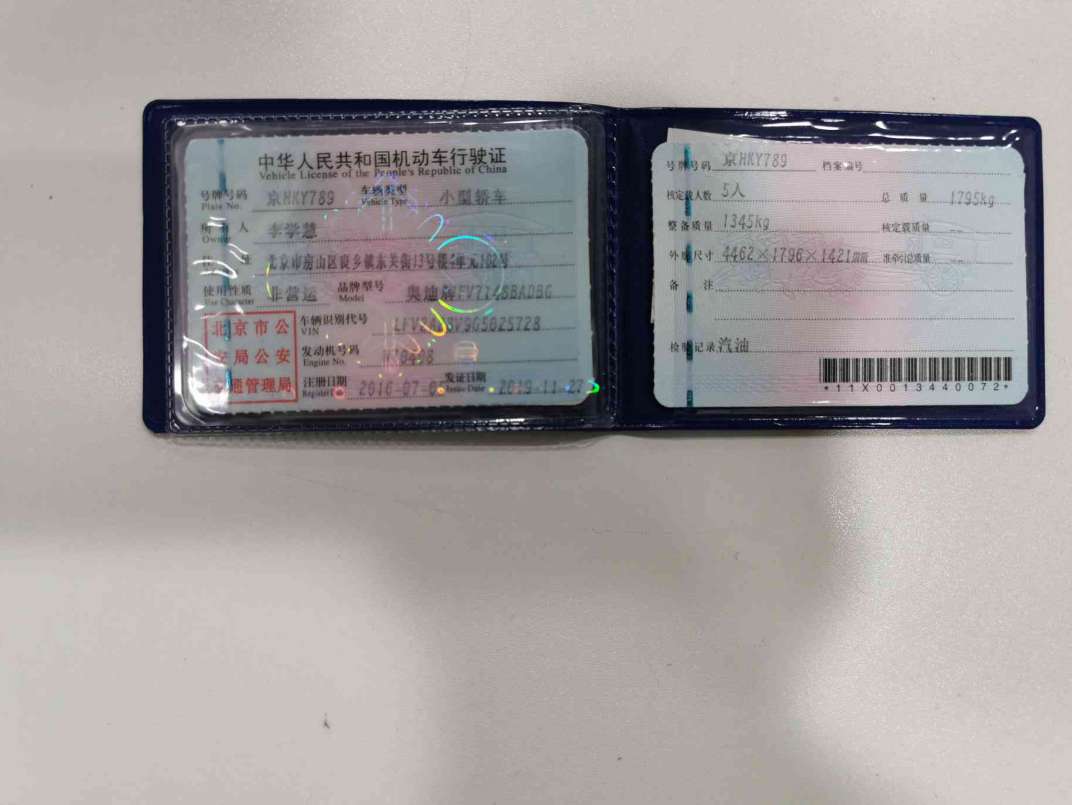 中华人民共和国机动车行驶证
Vehicle License of the People's Republic of China
号牌号码 京HKY789 车辆类型 小型轿车
Plate No. Vehicle Type
所 有 人 李学慧
Owner
住 址 北京市房山区良乡镇东关街13号楼2单元102号
使用性质 非营运 品牌型号 奥迪牌FV7145BADBG
Use Character Model
北京市公
安局公安
交通管理局
车辆识别代号
VIN
发动机号码
Engine No.
注册日期 发证日期 2019-11-27
Register Date Issue Date
号牌号码 京HKY789 档案编号
核定载人数 5人 总 质 量 1795kg
整备质量 1345kg 核定载质量 --
外廓尺寸 4462×1796×1421mm 准牵引总质量 --
备 注
检验记录 汽油
*11X0013440072*